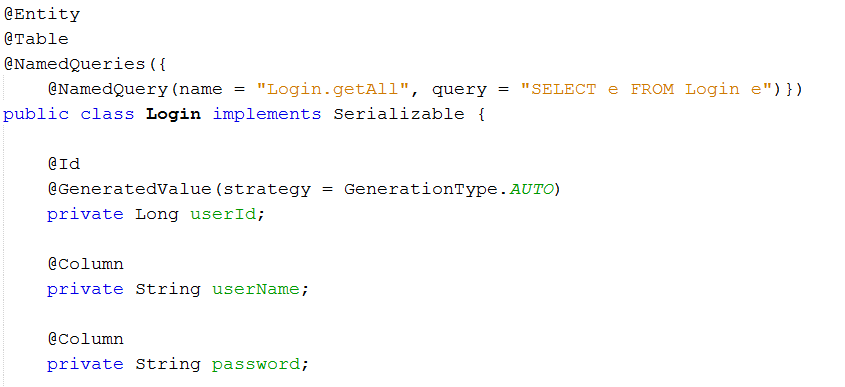 @Entity
@Table
@NamedQueries({
    @NamedQuery(name = "Login.getAll", query = "SELECT e FROM Login e")})
public class Login implements Serializable {
    @Id
    @GeneratedValue(strategy = GenerationType.AUTO)
    private Long userId;
    @Column
    private String userName;
    @Column
    private String password;